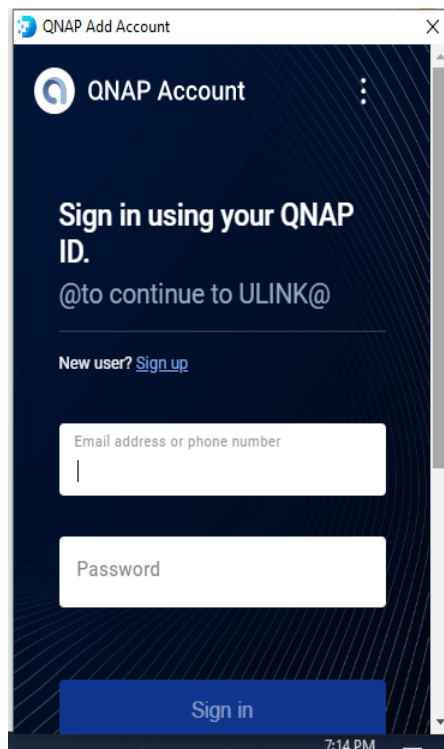 QNAP Add Account
QNAP Account
Sign in using your QNAP
ID.
@to continue to ULINK@
New user? Sign up
Email address or phone number
Password
Sign in
7:14 PM